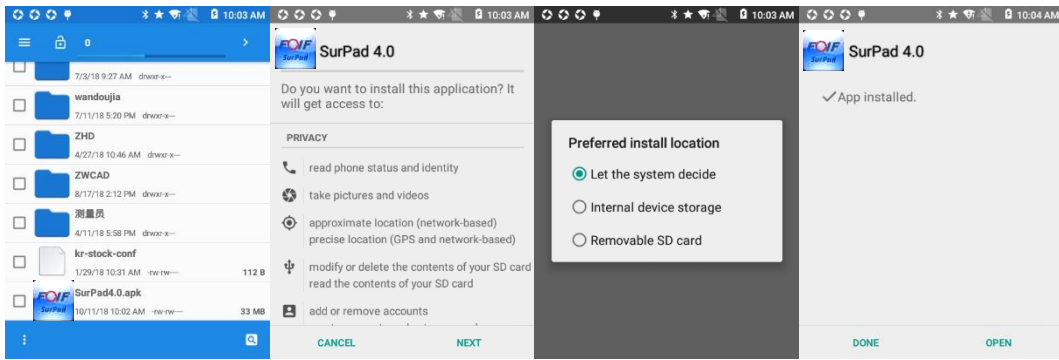 10:03 AM
0
7/3/18 9:27 AM drwxr-x---
wandoujia
7/11/18 5:20 PM drwxr-x---
ZHD
4/27/18 10:46 AM drwxr-x---
ZWCAD
8/17/18 2:12 PM drwxr-x---
测量员
4/11/18 5:58 PM drwxr-x---
kr-stock-conf
1/29/18 10:31 AM -rw-rw---- 112 B
FOIF
SurPad
SurPad4.0.apk
10/11/18 10:02 AM -rw-rw---- 33 MB
10:03 AM
FOIF
SurPad
SurPad 4.0
Do you want to install this application? It
will get access to:
PRIVACY
read phone status and identity
take pictures and videos
approximate location (network-based)
precise location (GPS and network-based)
modify or delete the contents of your SD card
read the contents of your SD card
add or remove accounts
CANCEL NEXT
10:03 AM
Preferred install location
Let the system decide
Internal device storage
Removable SD card
10:04 AM
FOIF
SurPad
SurPad 4.0
App installed.
DONE OPEN